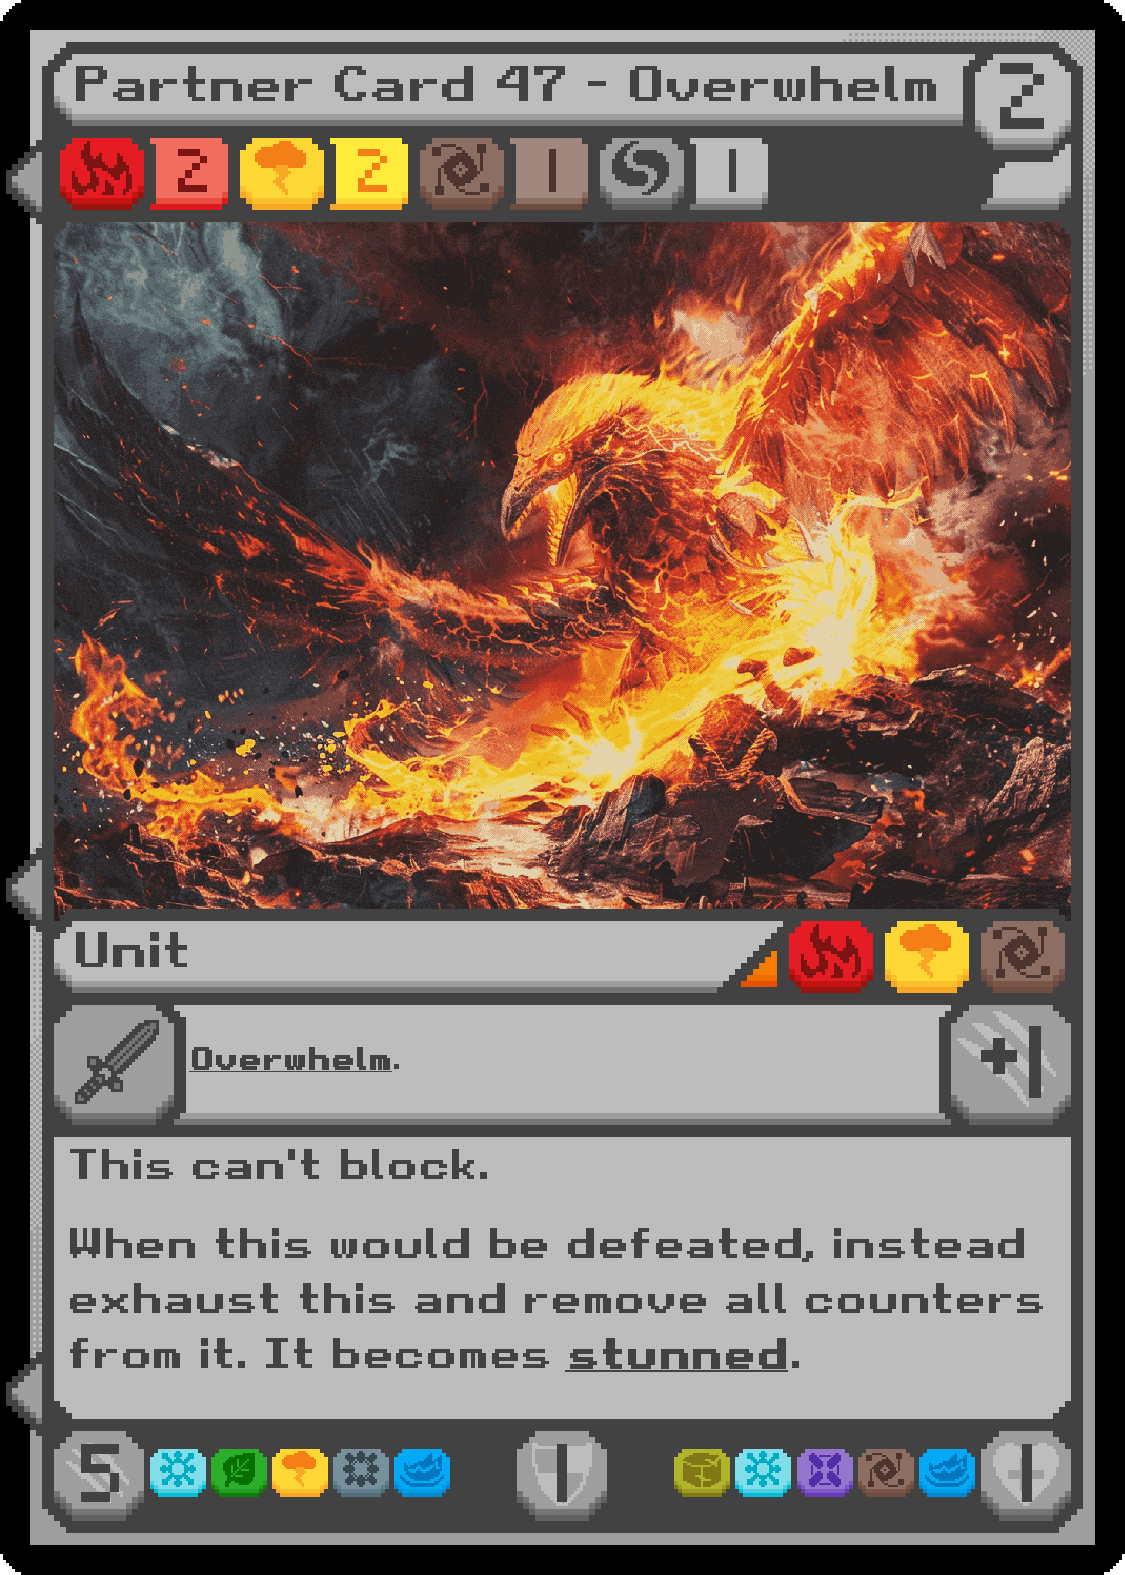 Partner Card 47 - Overwhelm
2
2 2 1 1
Unit
Overwhelm.
+1
This can't block.
When this would be defeated, instead
exhaust this and remove all counters
from it. It becomes stunned.
5 1 1